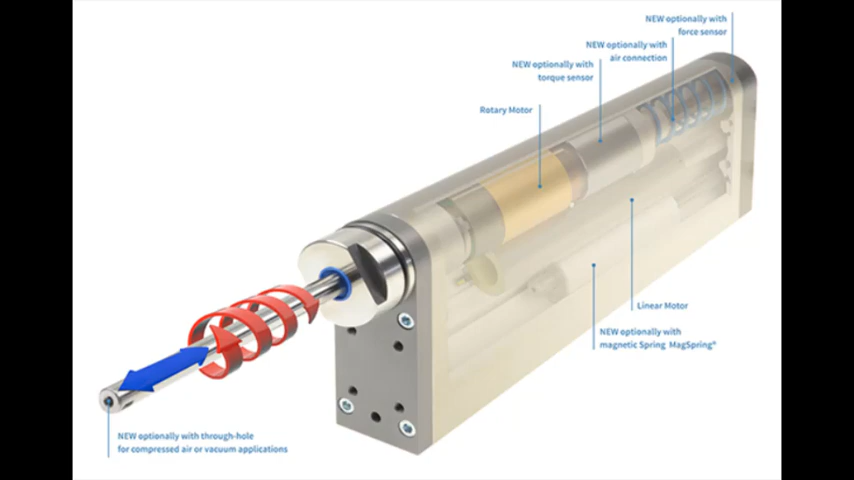 NEW optionally with
force sensor
NEW optionally with
air connection
NEW optionally with
torque sensor
Rotary Motor
Linear Motor
NEW optionally with
magnetic Spring MagSpring®
NEW optionally with through-hole
for compressed air or vacuum applications